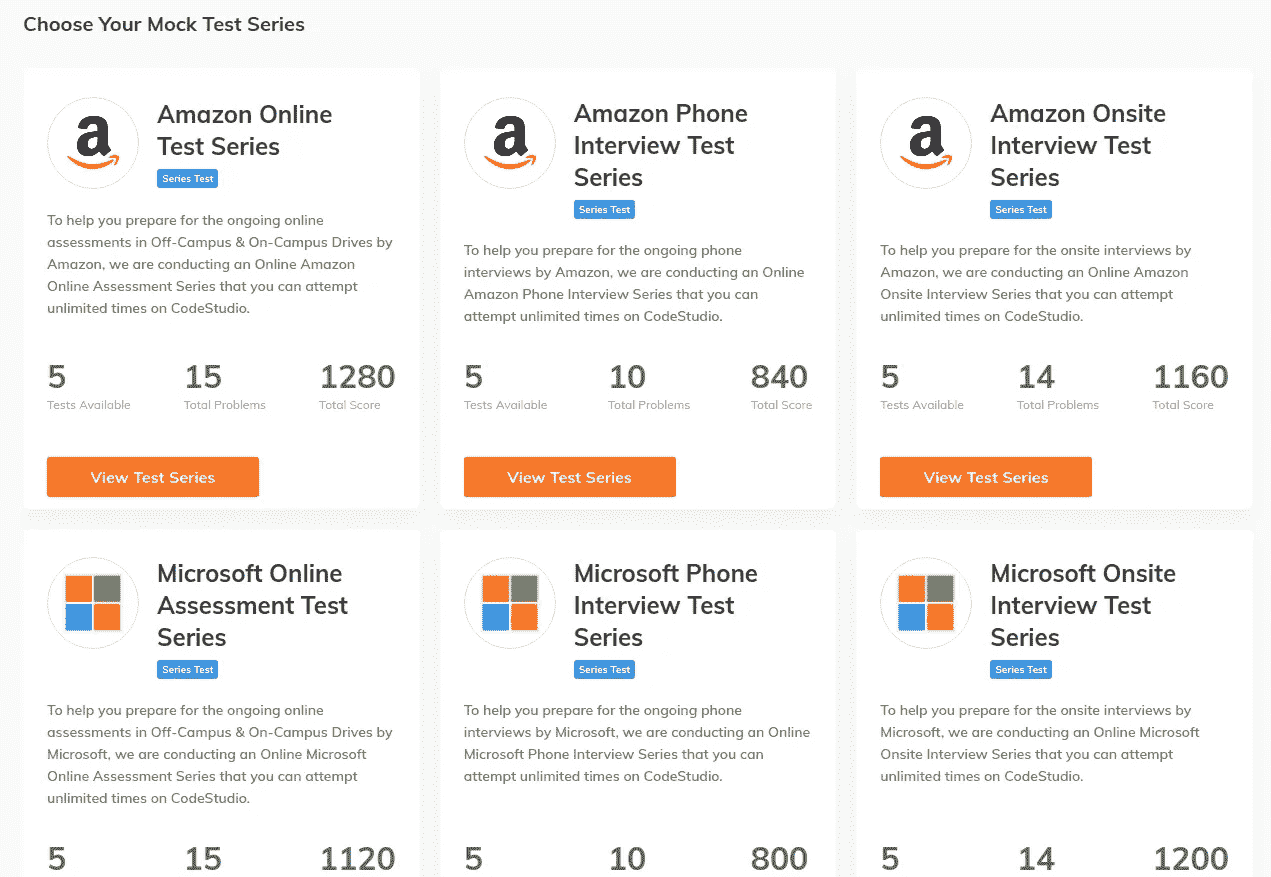 Choose Your Mock Test Series
Amazon Online
Test Series
Series Test
To help you prepare for the ongoing online
assessments in Off-Campus & On-Campus Drives by
Amazon, we are conducting an Online Amazon
Online Assessment Series that you can attempt
unlimited times on CodeStudio.
5
15
1280
Tests Available
Total Problems
Total Score
View Test Series
Amazon Phone
Interview Test
Series
Series Test
To help you prepare for the ongoing phone
interviews by Amazon, we are conducting an Online
Amazon Phone Interview Series that you can
attempt unlimited times on CodeStudio.
5
10
840
Tests Available
Total Problems
Total Score
View Test Series
Amazon Onsite
Interview Test
Series
Series Test
To help you prepare for the onsite interviews by
Amazon, we are conducting an Online Amazon
Onsite Interview Series that you can attempt
unlimited times on CodeStudio.
5
14
1160
Tests Available
Total Problems
Total Score
View Test Series
Microsoft Online
Assessment Test
Series
Series Test
To help you prepare for the ongoing online
assessments in Off-Campus & On-Campus Drives by
Microsoft, we are conducting an Online Microsoft
Online Assessment Series that you can attempt
unlimited times on CodeStudio.
5
15
1120
Microsoft Phone
Interview Test
Series
Series Test
To help you prepare for the ongoing phone
interviews by Microsoft, we are conducting an Online
Microsoft Phone Interview Series that you can
attempt unlimited times on CodeStudio.
5
10
800
Microsoft Onsite
Interview Test
Series
Series Test
To help you prepare for the onsite interviews by
Microsoft, we are conducting an Online Microsoft
Onsite Interview Series that you can attempt
unlimited times on CodeStudio.
5
14
1200